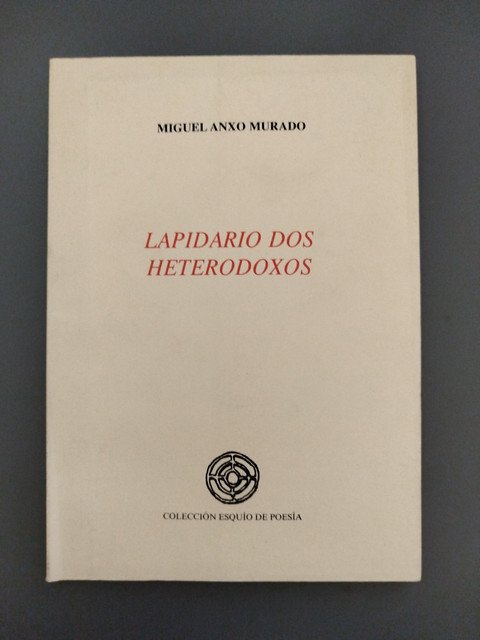 MIGUEL ANXO MURADO
LAPIDARIO DOS
HETERODOXOS
COLECCIÓN ESQUÍO DE POESÍA